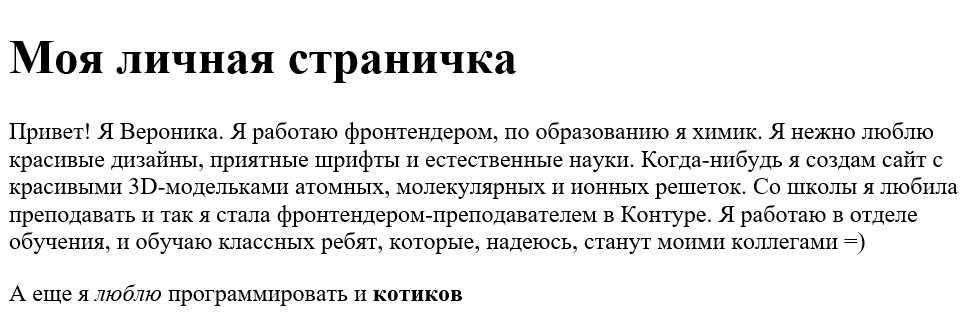 Моя личная страничка
Привет! Я Вероника. Я работаю фронтендером, по образованию я химик. Я нежно люблю
красивые дизайны, приятные шрифты и естественные науки. Когда-нибудь я создам сайт с
красивыми 3D-модельками атомных, молекулярных и ионных решеток. Со школы я любила
преподавать и так я стала фронтендером-преподавателем в Контуре. Я работаю в отделе
обучения, и обучаю классных ребят, которые, надеюсь, станут моими коллегами =)
А еще я люблю программировать и котиков